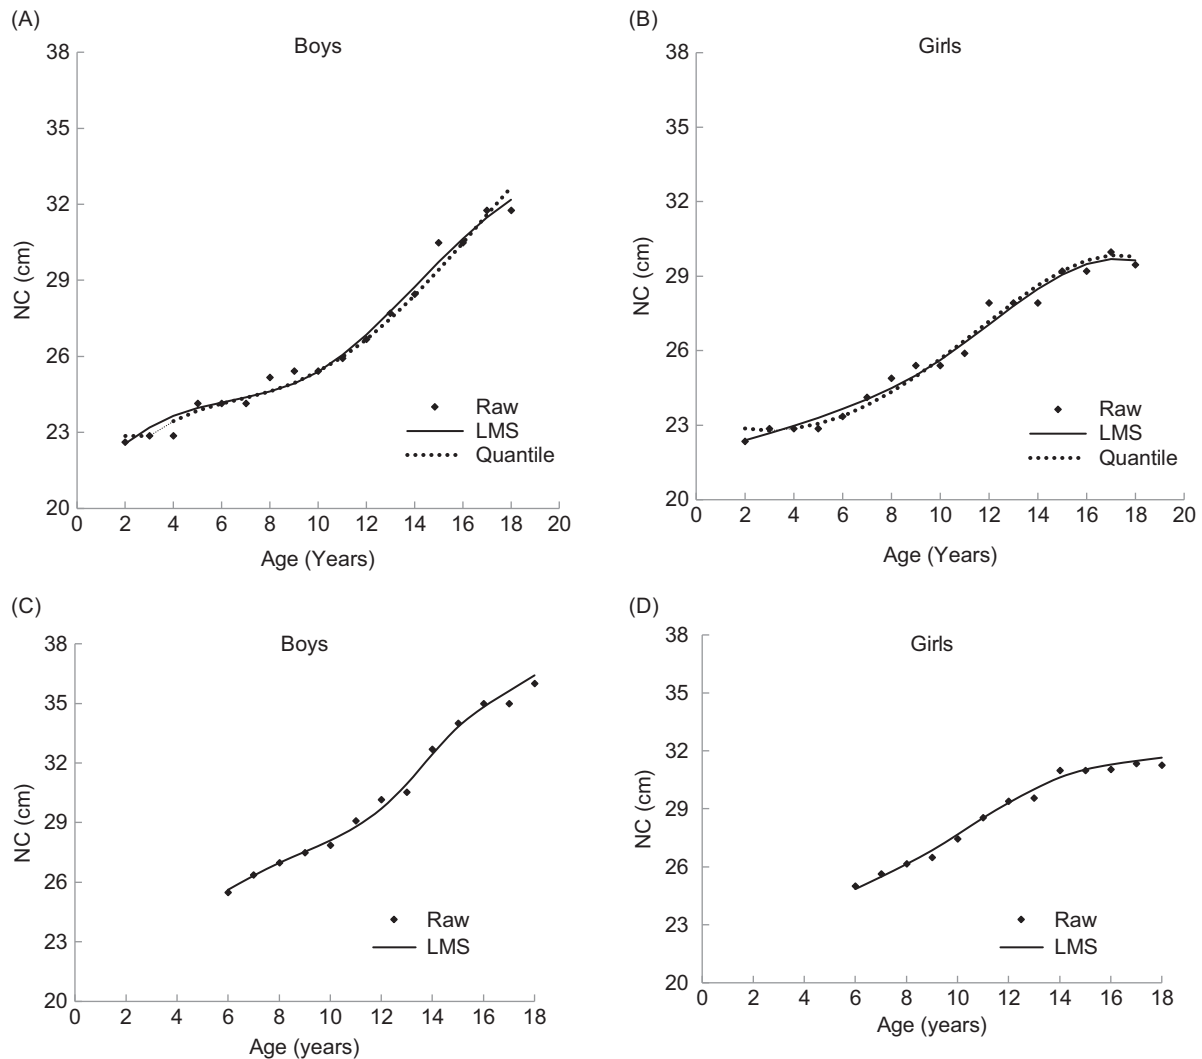 (A)
Boys
38
35
32
29
26
23
20
NC (cm)
Raw
LMS
Quantile
0 2 4 6 8 10 12 14 16 18 20
Age (Years)
(B)
Girls
38
35
32
29
26
23
20
NC (cm)
Raw
LMS
Quantile
0 2 4 6 8 10 12 14 16 18 20
Age (Years)
(C)
Boys
38
35
32
29
26
23
20
NC (cm)
Raw
LMS
0 2 4 6 8 10 12 14 16 18
Age (years)
(D)
Girls
38
35
32
29
26
23
20
NC (cm)
Raw
LMS
0 2 4 6 8 10 12 14 16 18
Age (years)